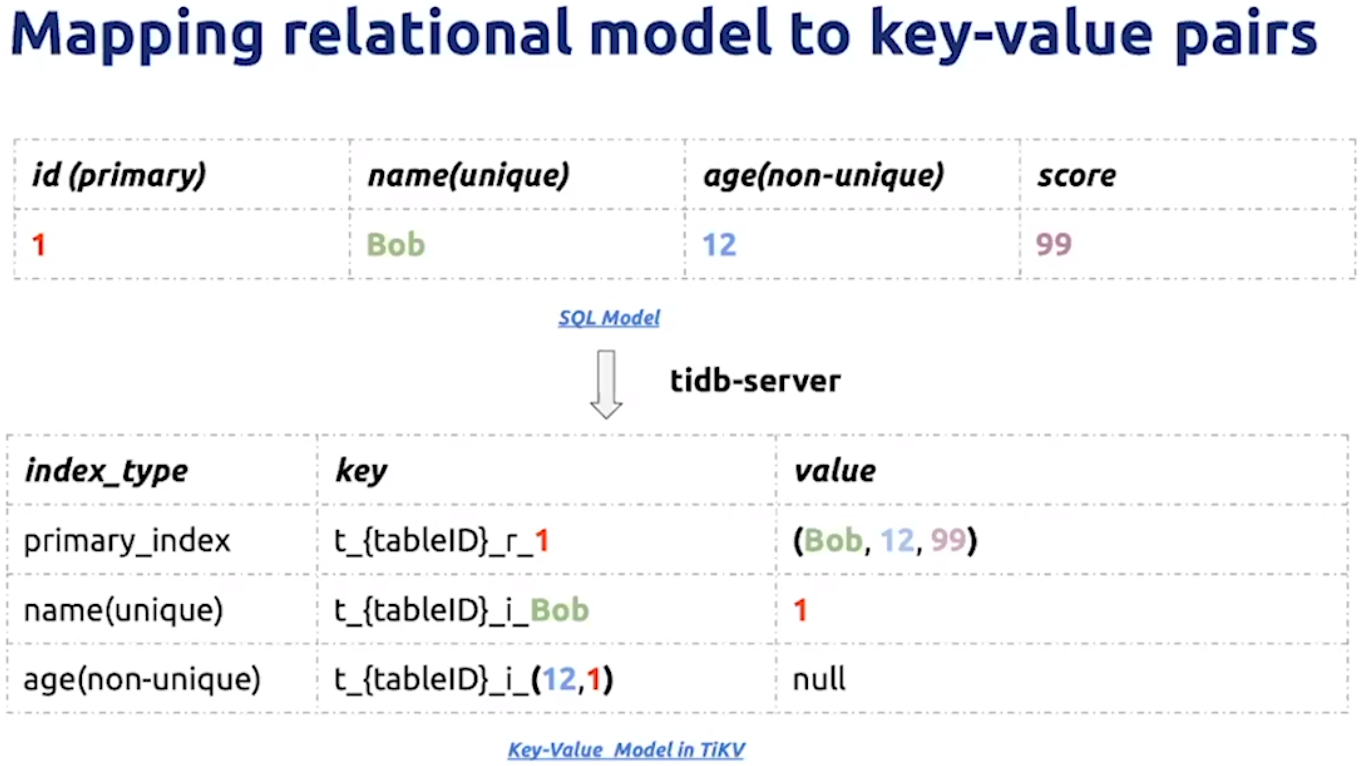 Mapping relational model to key-value pairs
id (primary) name(unique) age(non-unique) score
1 Bob 12 99
SQL Model
tidb-server
index_type key value
primary_index t_{tableID}_r_1 (Bob, 12, 99)
name(unique) t_{tableID}_i_Bob 1
age(non-unique) t_{tableID}_i_(12,1) null
Key-Value Model in TiKV